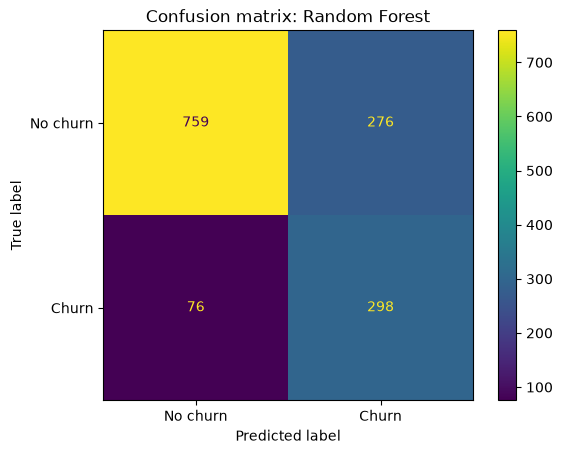 Confusion matrix: Random Forest
No churn
759
276
Churn
76
298
No churn
Churn
Predicted label
True label
700
600
500
400
300
200
100